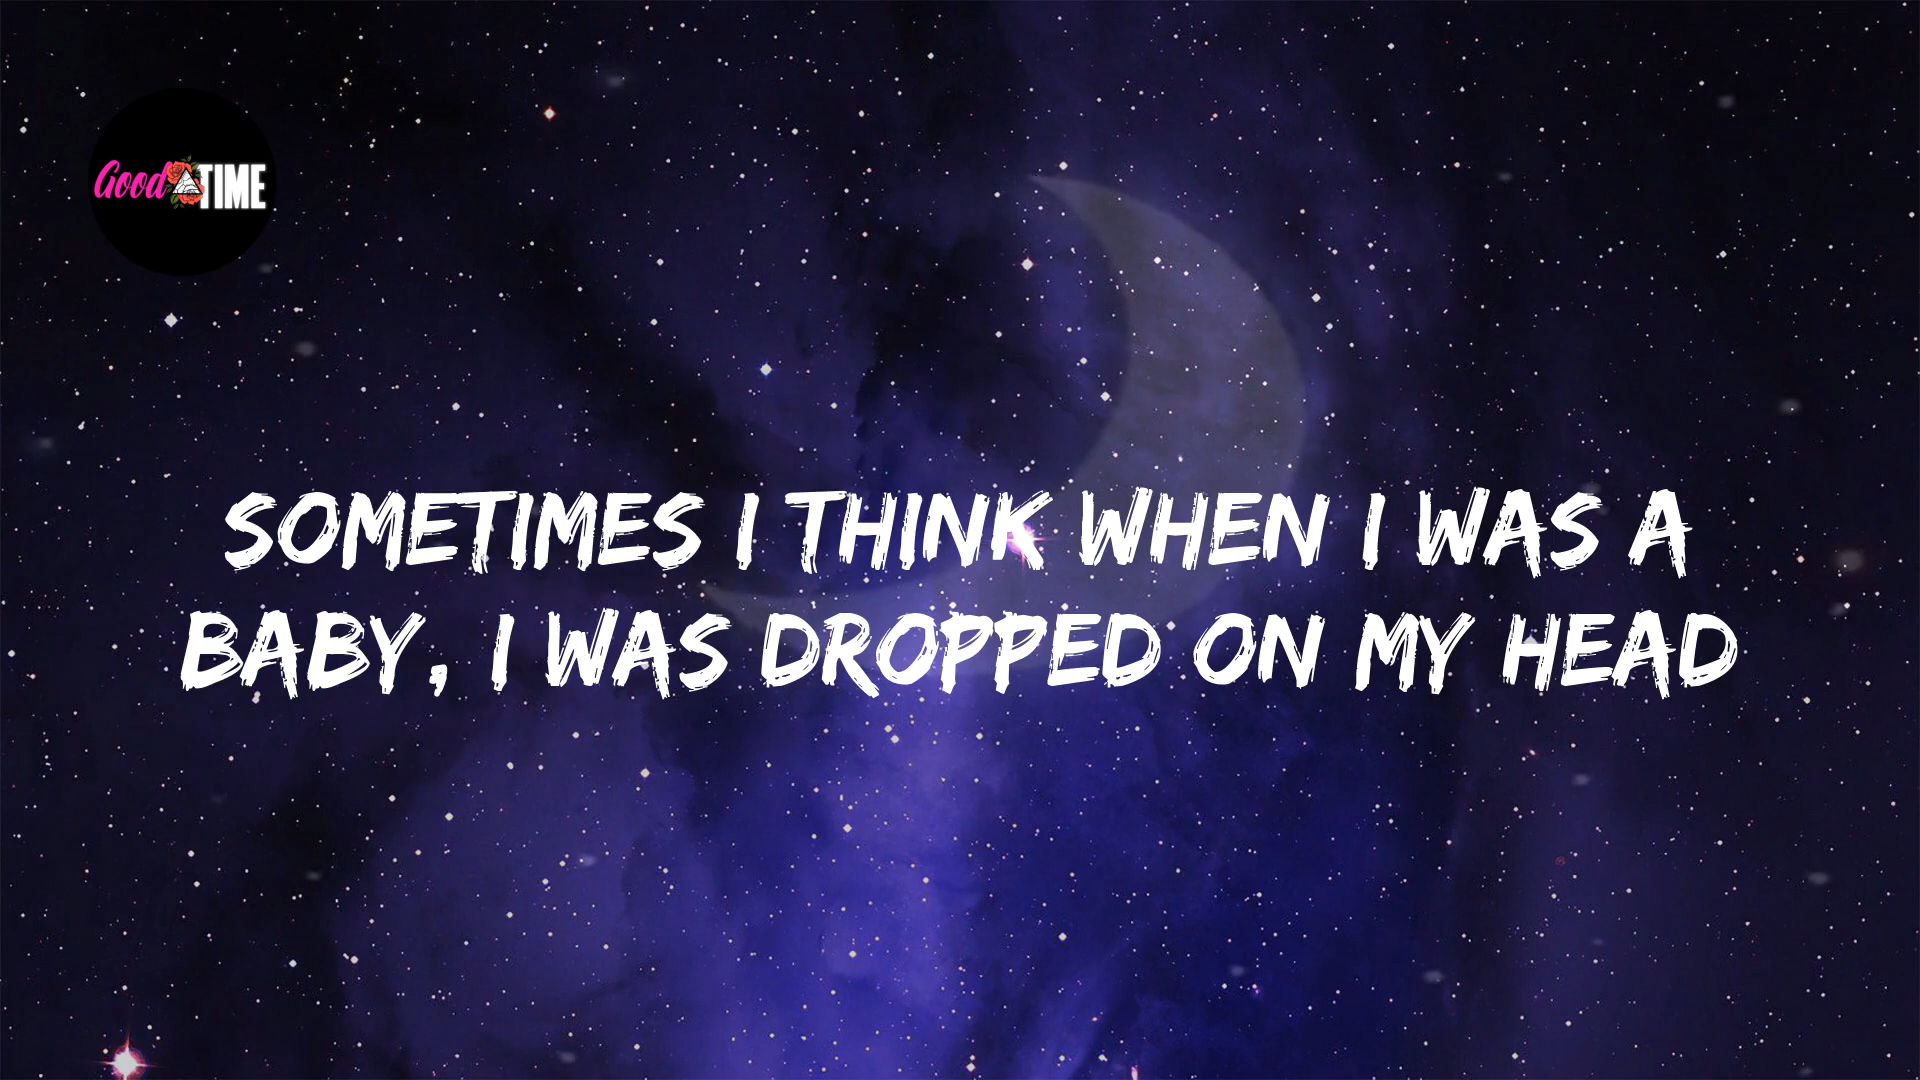 Good TIME
SOMETIMES I THINK WHEN I WAS A
BABY, I WAS DROPPED ON MY HEAD